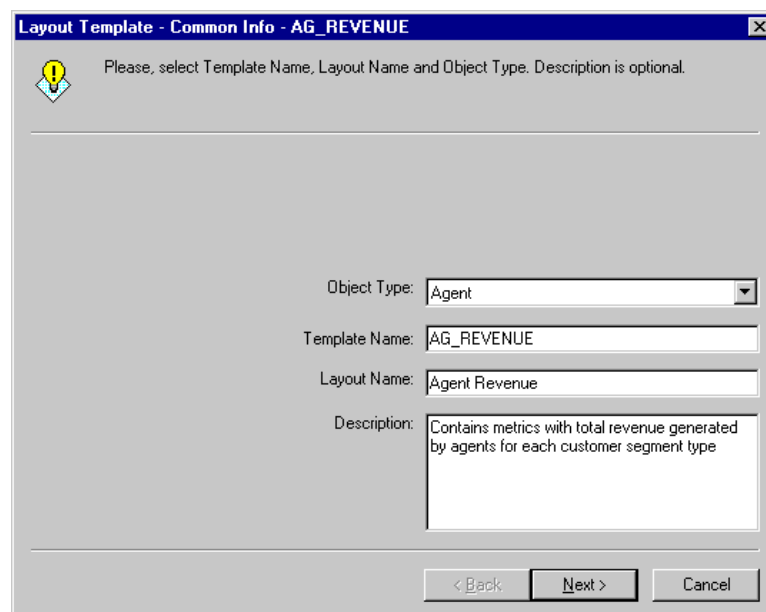 Layout Template - Common Info - AG_REVENUE
Please, select Template Name, Layout Name and Object Type. Description is optional.
Object Type: Agent
Template Name: AG_REVENUE
Layout Name: Agent Revenue
Description: Contains metrics with total revenue generated
by agents for each customer segment type
< Back Next > Cancel